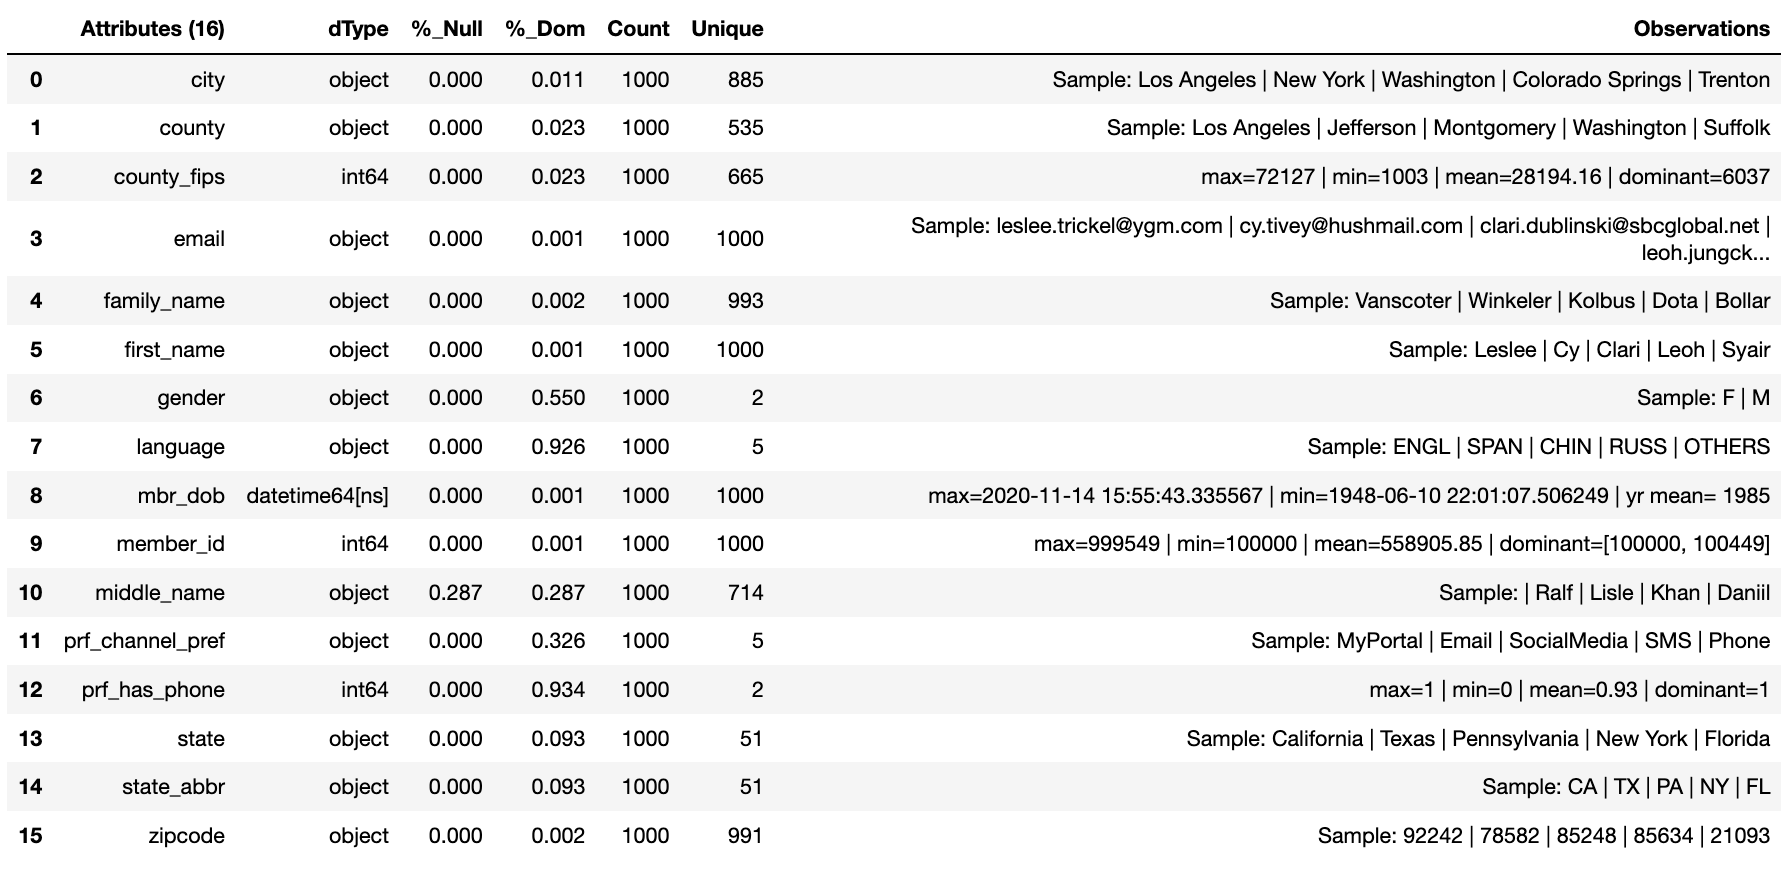 Attributes (16) dType %_Null %_Dom Count Unique Observations
0 city object 0.000 0.011 1000 885 Sample: Los Angeles | New York | Washington | Colorado Springs | Trenton
1 county object 0.000 0.023 1000 535 Sample: Los Angeles | Jefferson | Montgomery | Washington | Suffolk
2 county_fips int64 0.000 0.023 1000 665 max=72127 | min=1003 | mean=28194.16 | dominant=6037
3 email object 0.000 0.001 1000 1000 Sample: leslee.trickel@ygm.com | cy.tivey@hushmail.com | clari.dublinski@sbcglobal.net |
leoh.jungck...
4 family_name object 0.000 0.002 1000 993 Sample: Vanscoter | Winkeler | Kolbus | Dota | Bollar
5 first_name object 0.000 0.001 1000 1000 Sample: Leslee | Cy | Clari | Leoh | Syair
6 gender object 0.000 0.550 1000 2 Sample: F | M
7 language object 0.000 0.926 1000 5 Sample: ENGL | SPAN | CHIN | RUSS | OTHERS
8 mbr_dob datetime64[ns] 0.000 0.001 1000 1000 max=2020-11-14 15:55:43.335567 | min=1948-06-10 22:01:07.506249 | yr mean= 1985
9 member_id int64 0.000 0.001 1000 1000 max=999549 | min=100000 | mean=558905.85 | dominant=[100000, 100449]
10 middle_name object 0.287 0.287 1000 714 Sample: | Ralf | Lisle | Khan | Daniil
11 prf_channel_pref object 0.000 0.326 1000 5 Sample: MyPortal | Email | SocialMedia | SMS | Phone
12 prf_has_phone int64 0.000 0.934 1000 2 max=1 | min=0 | mean=0.93 | dominant=1
13 state object 0.000 0.093 1000 51 Sample: California | Texas | Pennsylvania | New York | Florida
14 state_abbr object 0.000 0.093 1000 51 Sample: CA | TX | PA | NY | FL
15 zipcode object 0.000 0.002 1000 991 Sample: 92242 | 78582 | 85248 | 85634 | 21093